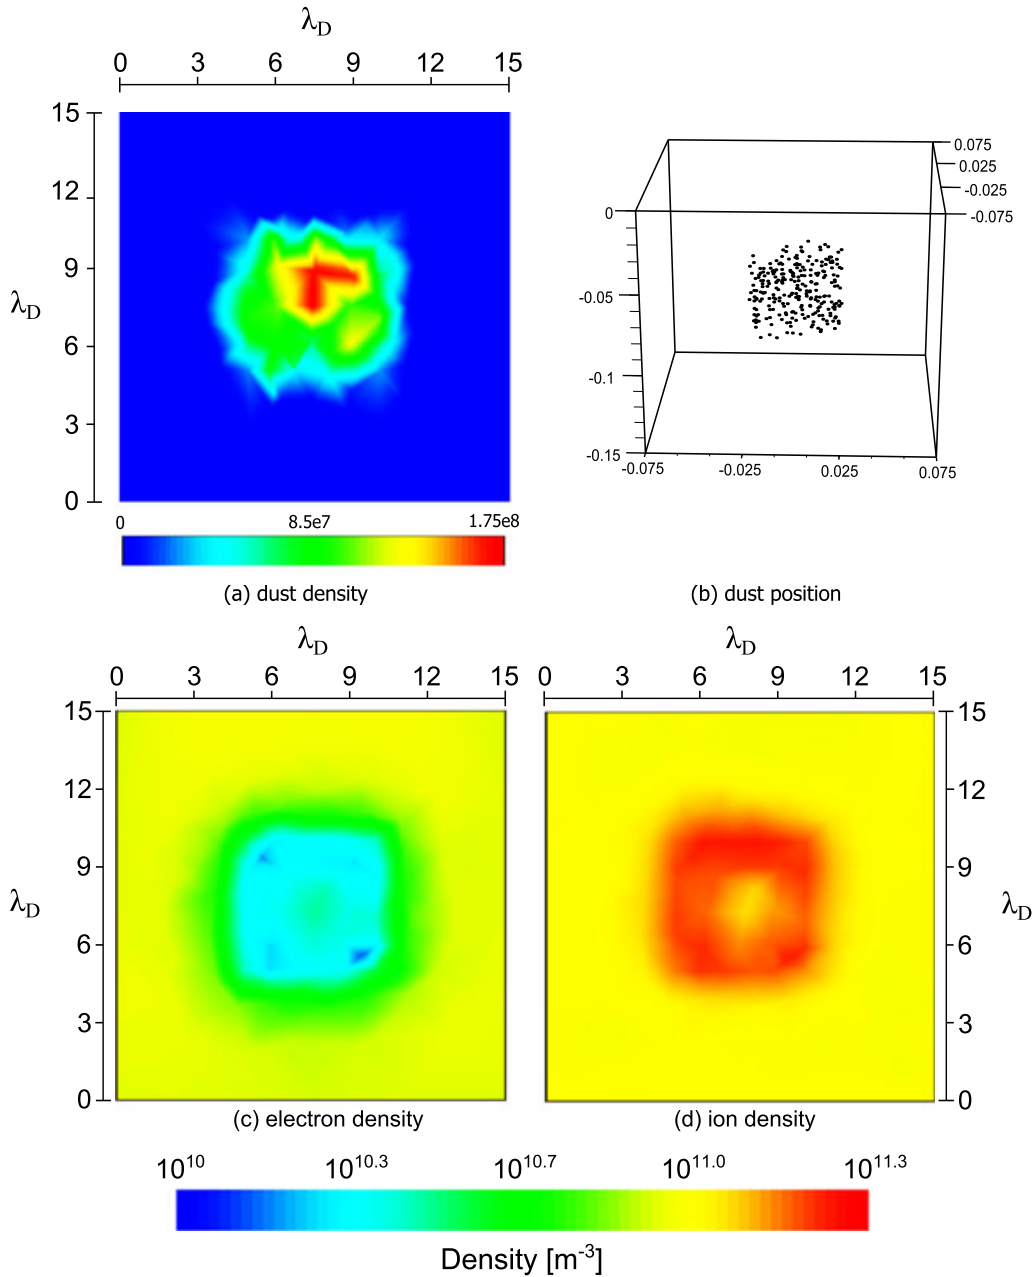 λD
0 3 6 9 12 15
15
12
9
λD
6
3
0
0 8.5e7 1.75e8
(a) dust density
0.075
0.025
-0.025
-0.075
0
-0.05
-0.1
-0.15
-0.075 -0.025 0.025 0.075
(b) dust position
λD
0 3 6 9 12 15
15
12
9
λD
6
3
0
(c) electron density
λD
0 3 6 9 12 15
15
12
9
λD
6
3
0
(d) ion density
10^10 10^10.3 10^10.7 10^11.0 10^11.3
Density [m^-3]